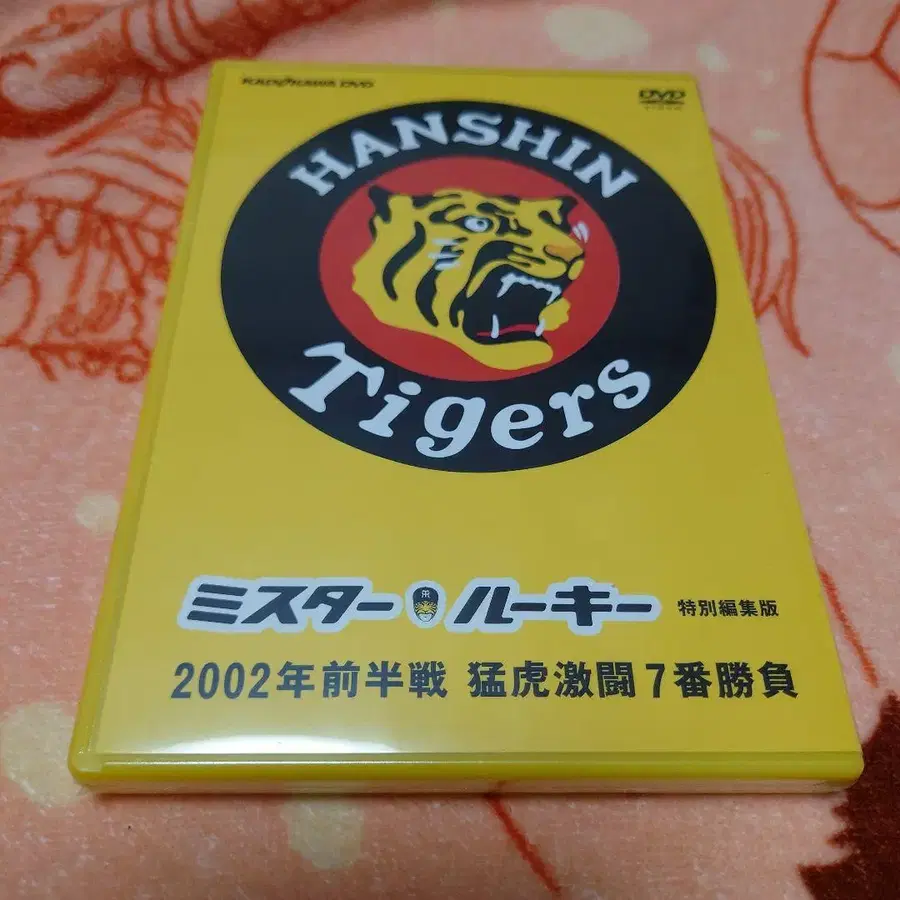 KADOKAWA DVD
DVD
VIDEO
HANSHIN
Tigers
ミスター ルーキー 特別編集版
2002年前半戦 猛虎激闘7番勝負